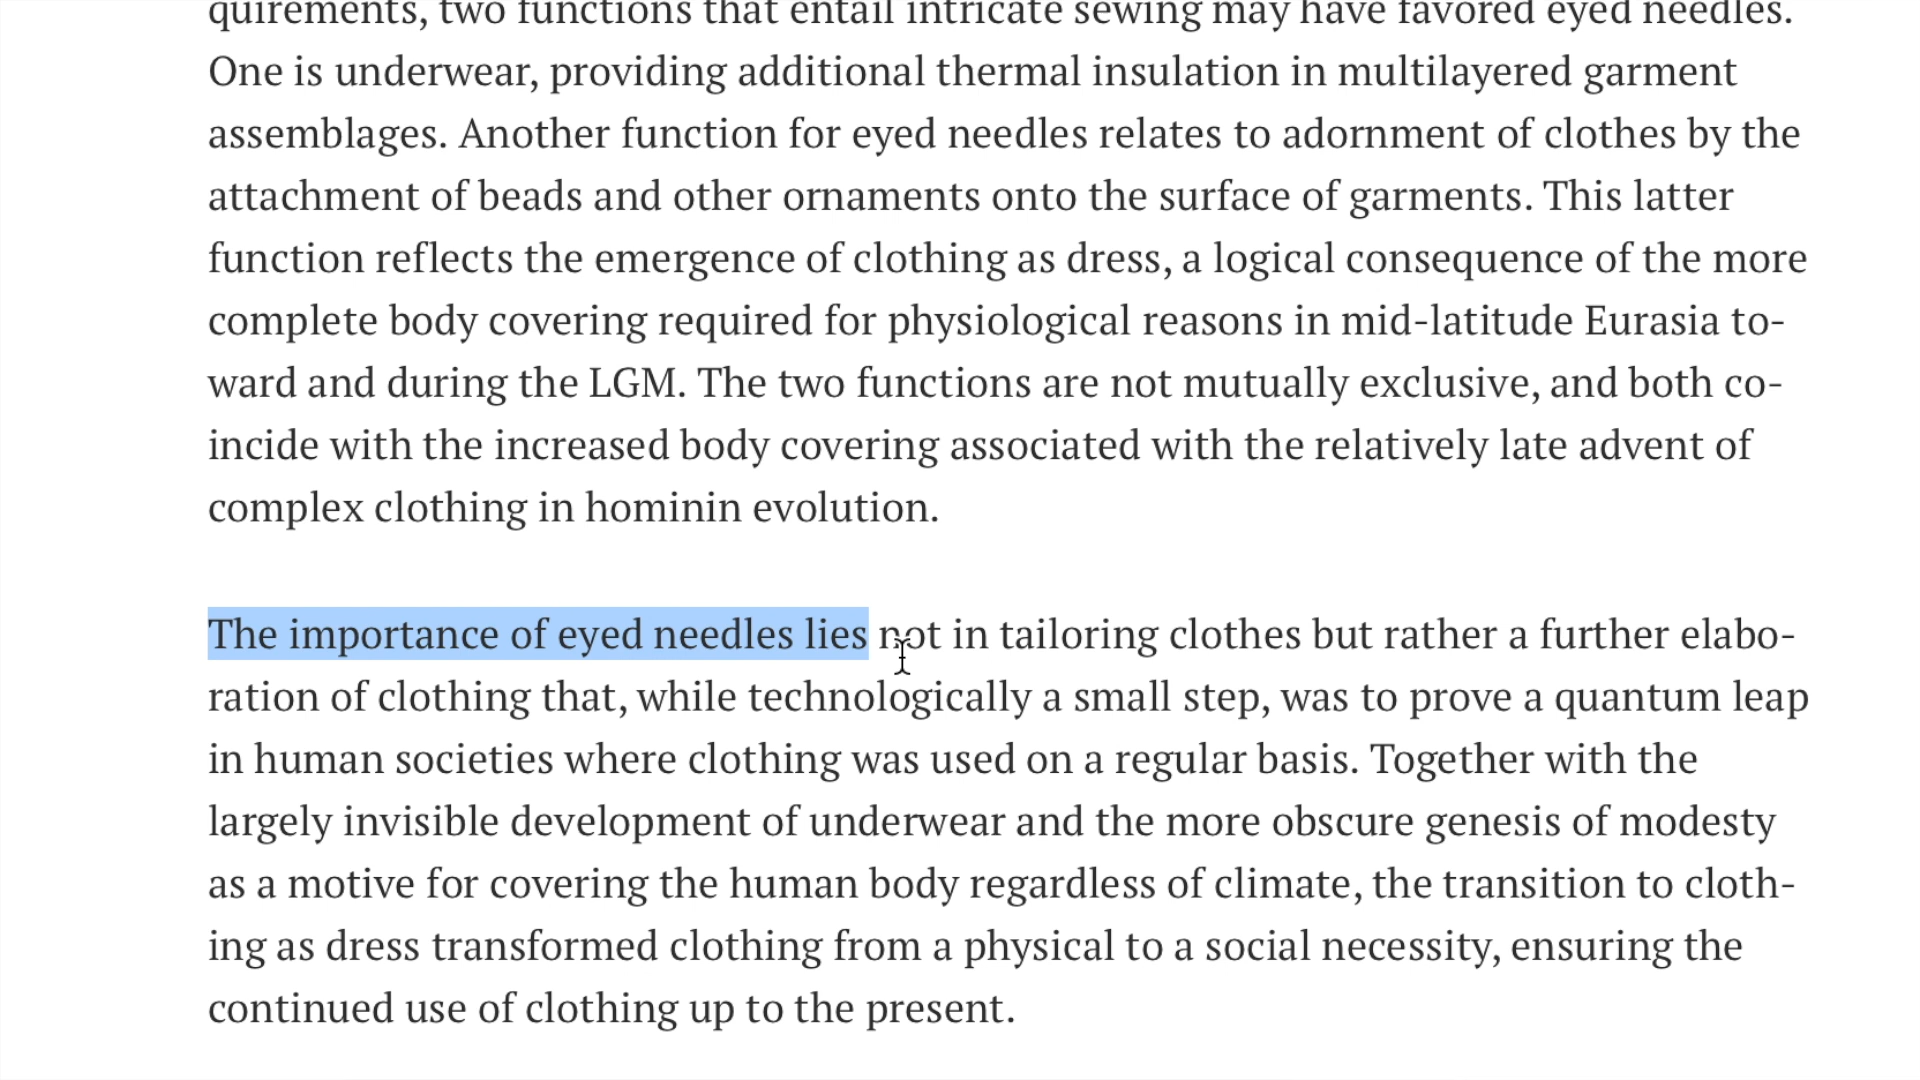 quirements, two functions that entail intricate sewing may have favored eyed needles.
One is underwear, providing additional thermal insulation in multilayered garment
assemblages. Another function for eyed needles relates to adornment of clothes by the
attachment of beads and other ornaments onto the surface of garments. This latter
function reflects the emergence of clothing as dress, a logical consequence of the more
complete body covering required for physiological reasons in mid-latitude Eurasia to-
ward and during the LGM. The two functions are not mutually exclusive, and both co-
incide with the increased body covering associated with the relatively late advent of
complex clothing in hominin evolution.
The importance of eyed needles lies not in tailoring clothes but rather a further elabo-
ration of clothing that, while technologically a small step, was to prove a quantum leap
in human societies where clothing was used on a regular basis. Together with the
largely invisible development of underwear and the more obscure genesis of modesty
as a motive for covering the human body regardless of climate, the transition to cloth-
ing as dress transformed clothing from a physical to a social necessity, ensuring the
continued use of clothing up to the present.